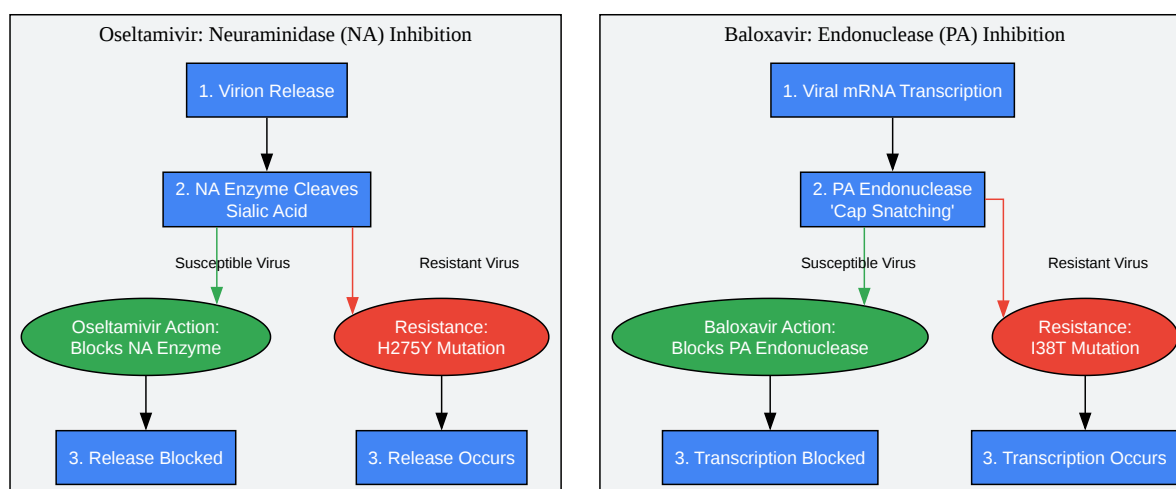 Oseltamivir: Neuraminidase (NA) Inhibition
1. Virion Release
2. NA Enzyme Cleaves
Sialic Acid
Susceptible Virus
Resistant Virus
Oseltamivir Action:
Blocks NA Enzyme
Resistance:
H275Y Mutation
3. Release Blocked
3. Release Occurs
Baloxavir: Endonuclease (PA) Inhibition
1. Viral mRNA Transcription
2. PA Endonuclease
'Cap Snatching'
Susceptible Virus
Resistant Virus
Baloxavir Action:
Blocks PA Endonuclease
Resistance:
I38T Mutation
3. Transcription Blocked
3. Transcription Occurs